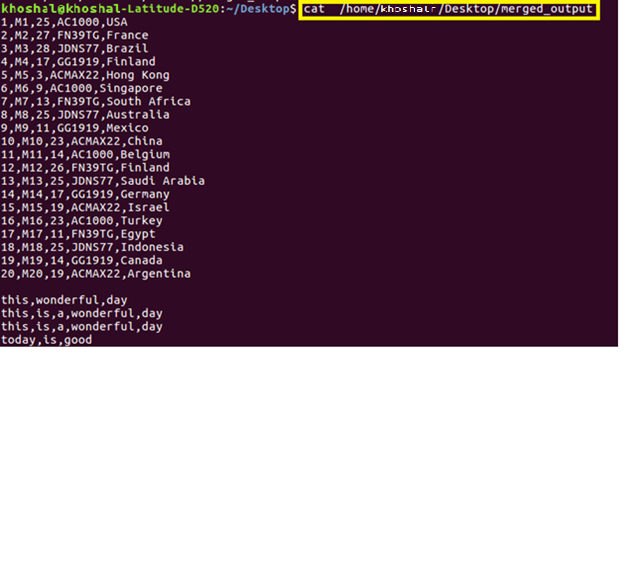 khoshil@khoshal-Latitude-D520:~/Desktop$ cat  /home/khoshalr/Desktop/merged_output
1,M1,25,AC1000,USA
2,M2,27,FN39TG,France
3,M3,28,JDNS77,Brazil
4,M4,17,GG1919,Finland
5,M5,3,ACMAX22,Hong Kong
6,M6,9,AC1000,Singapore
7,M7,13,FN39TG,South Africa
8,M8,25,JDNS77,Australia
9,M9,11,GG1919,Mexico
10,M10,23,ACMAX22,China
11,M11,14,AC1000,Belgium
12,M12,26,FN39TG,Finland
13,M13,25,JDNS77,Saudi Arabia
14,M14,17,GG1919,Germany
15,M15,19,ACMAX22,Israel
16,M16,23,AC1000,Turkey
17,M17,11,FN39TG,Egypt
18,M18,25,JDNS77,Indonesia
19,M19,14,GG1919,Canada
20,M20,19,ACMAX22,Argentina

this,wonderful,day
this,is,a,wonderful,day
this,is,a,wonderful,day
today,is,good